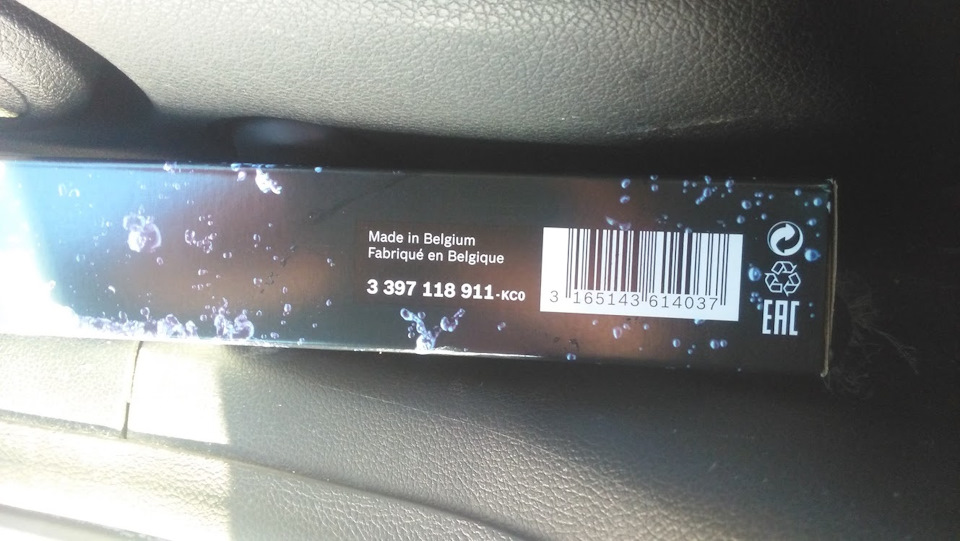 Made in Belgium
Fabriqué en Belgique
3 397 118 911-KC0
3 165143 614037
EAC